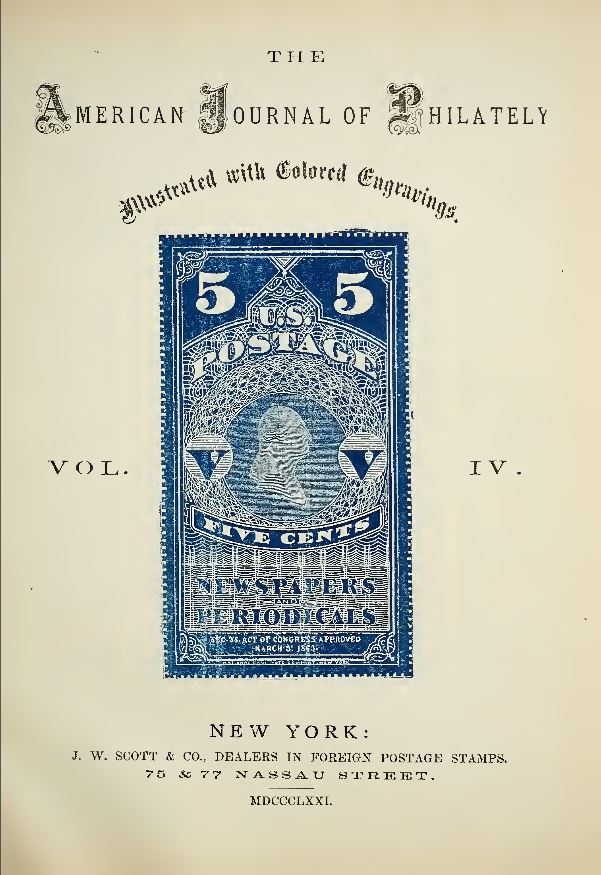 THE
AMERICAN JOURNAL OF PHILATELY
Illustrated with Colored Engravings.
5 5
U.S.
POSTAGE
VOL. V V IV.
FIVE CENTS
NEWSPAPERS
PERIODICALS
SEC. 38, ACT OF CONGRESS APPROVED
MARCH 3, 1863.
NEW YORK:
J. W. SCOTT & CO., DEALERS IN FOREIGN POSTAGE STAMPS.
75 & 77 NASSAU STREET.
MDCCCLXXI.